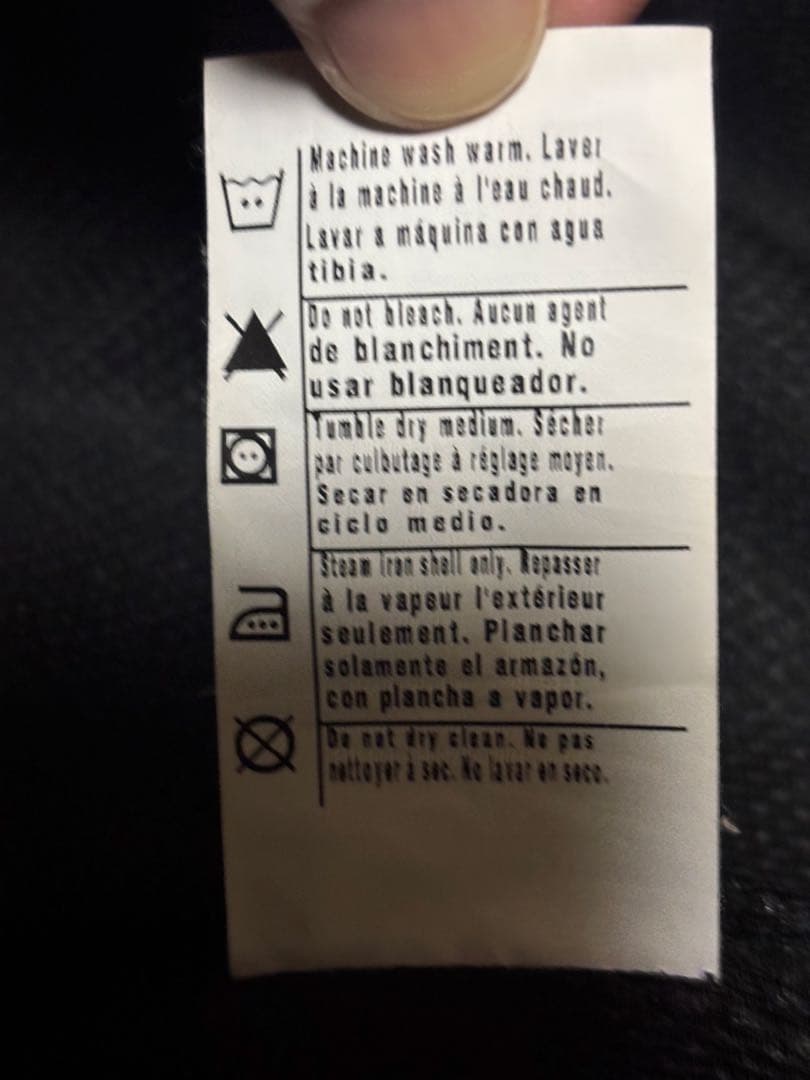 Machine wash warm. Laver
à la machine à l'eau chaud.
Lavar a máquina con agua
tibia.
Do not bleach. Aucun agent
de blanchiment. No
usar blanqueador.
Tumble dry medium. Sécher
par culbutage à réglage moyen.
Secar en secadora en
ciclo medio.
Steam iron shell only. Repasser
à la vapeur l'extérieur
seulement. Planchar
solamente el armazón,
con plancha a vapor.
Do not dry clean. Ne pas
nettoyer à sec. No lavar en seco.